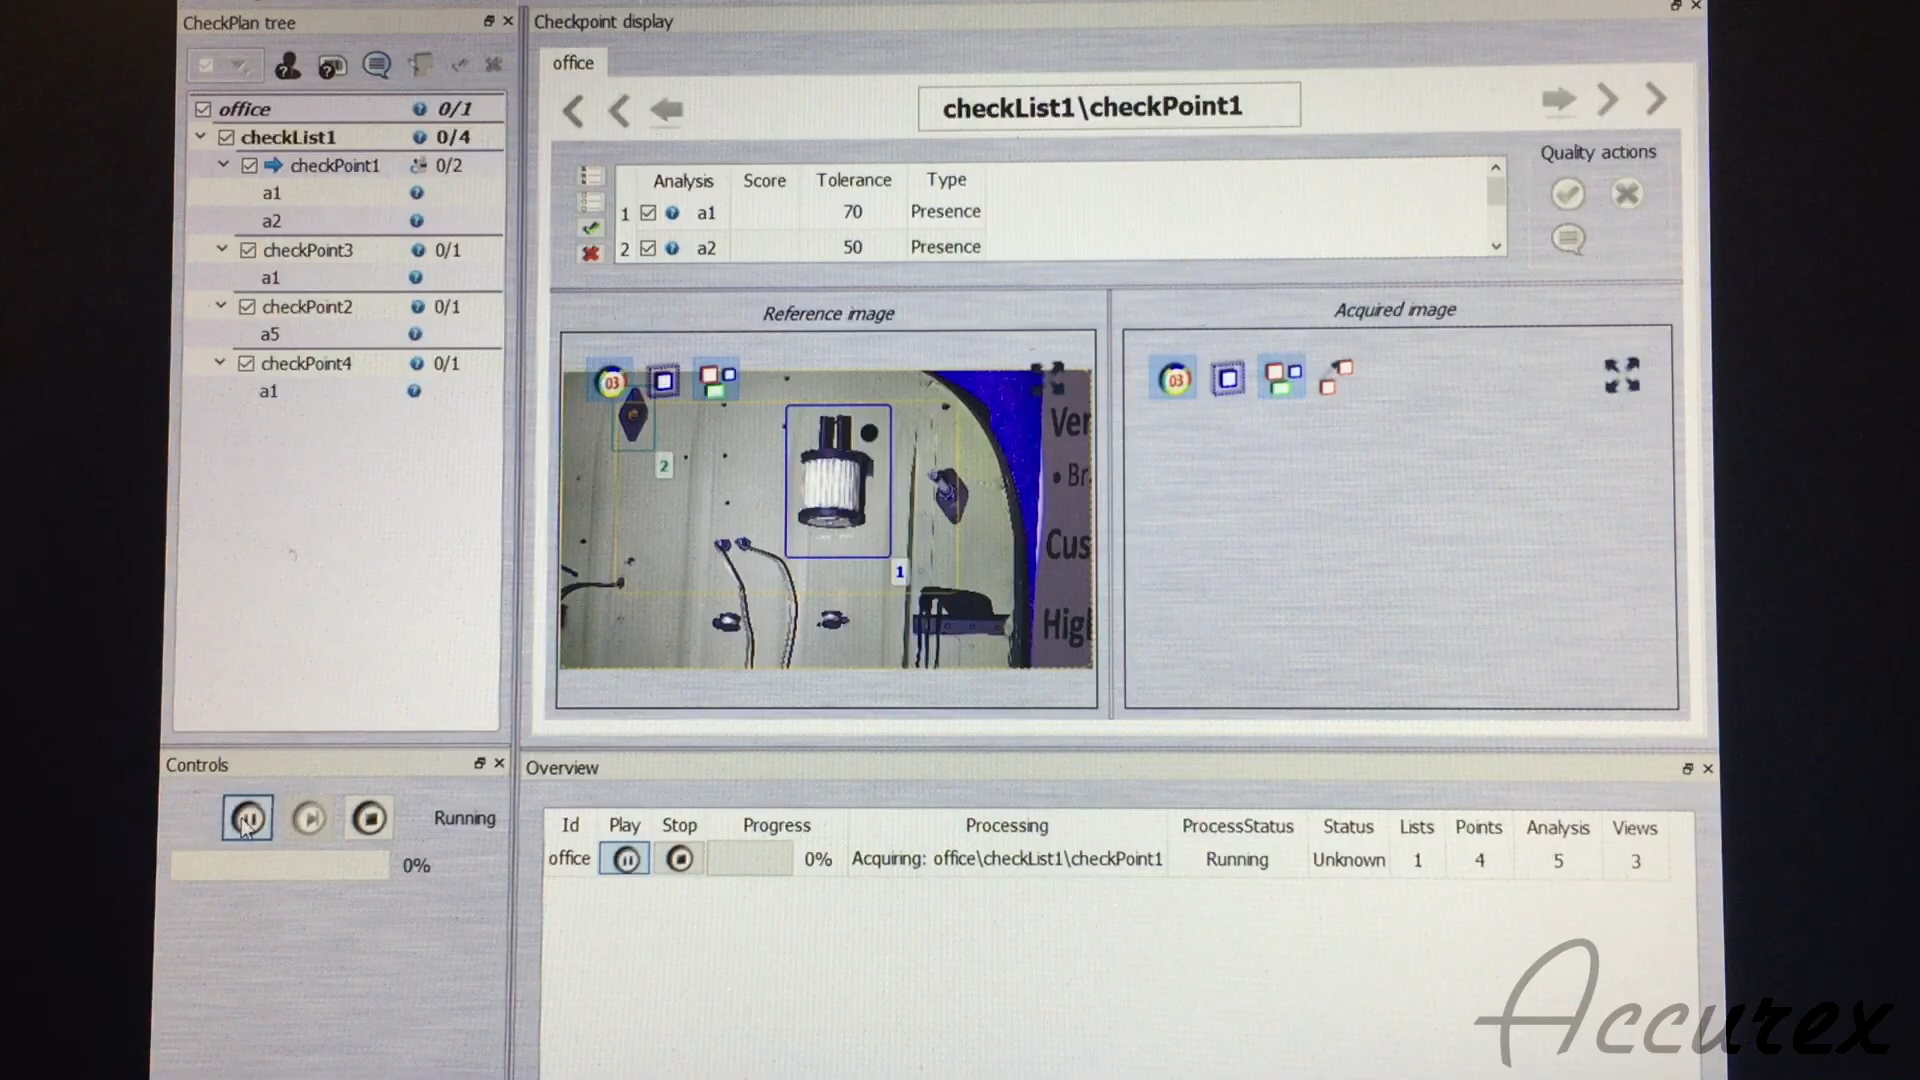 CheckPlan tree
office 0/1
checkList1 0/4
checkPoint1 0/2
a1
a2
checkPoint3 0/1
a1
checkPoint2 0/1
a5
checkPoint4 0/1
a1
Checkpoint display
office
checkList1\checkPoint1
Analysis Score Tolerance Type
1 a1 70 Presence
2 a2 50 Presence
Quality actions
Reference image
03
2
1
Ver
• Br
Cus
Higl
Acquired image
03
Controls
Running
0%
Overview
Id Play Stop Progress Processing ProcessStatus Status Lists Points Analysis Views
office 0% Acquiring: office\checkList1\checkPoint1 Running Unknown 1 4 5 3
Accurex